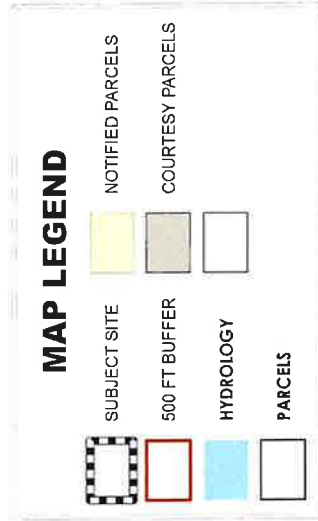 MAP LEGEND
SUBJECT SITE
NOTIFIED PARCELS
500 FT BUFFER
COURTESY PARCELS
HYDROLOGY
PARCELS